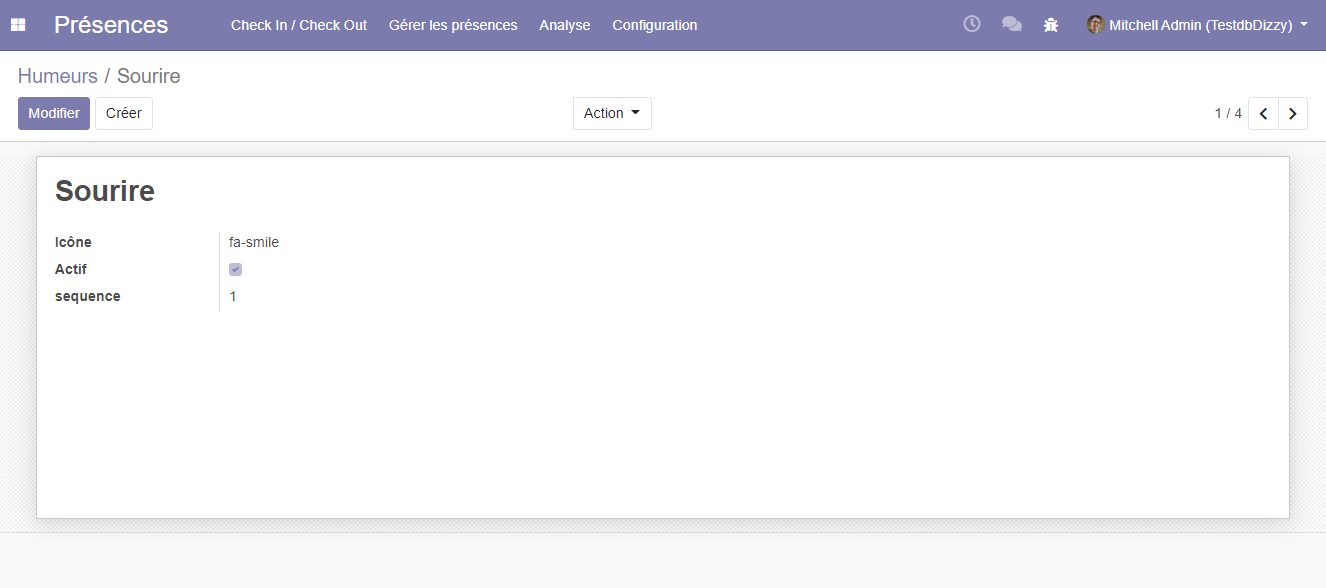 Présences Check In / Check Out Gérer les présences Analyse Configuration Mitchell Admin (TestdbDizzy)
Humeurs / Sourire
Modifier Créer Action 1 / 4
Sourire
Icône fa-smile
Actif
sequence 1